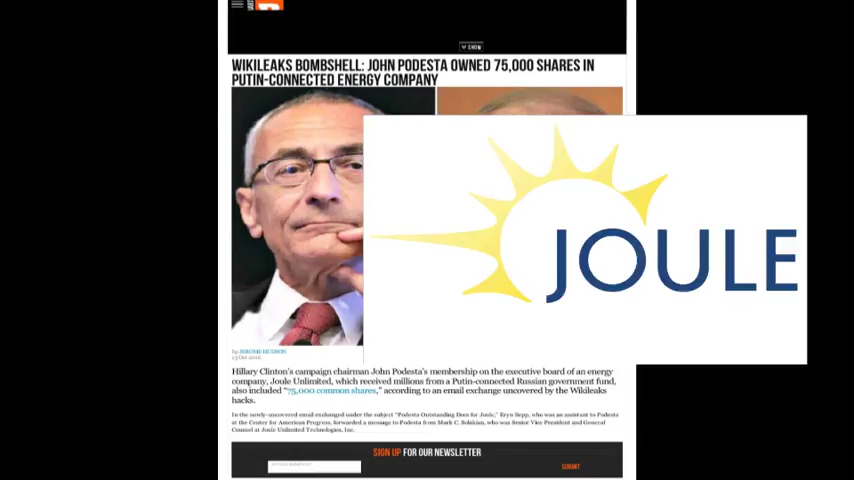 SHOW
WIKILEAKS BOMBSHELL: JOHN PODESTA OWNED 75,000 SHARES IN
PUTIN-CONNECTED ENERGY COMPANY
JOULE
by JEROME HUDSON
13 Oct 2016
Hillary Clinton's campaign chairman John Podesta's membership on the executive board of an energy
company, Joule Unlimited, which received millions from a Putin-connected Russian government fund,
also included "75,000 common shares," according to an email exchange uncovered by the Wikileaks
hacks.
In the newly-uncovered email exchanged under the subject "Podesta Outstanding Docs for Joule," Eryn Sepp, who was an assistant to Podesta
at the Center for American Progress, forwarded a message to Podesta from Mark C. Solakian, who was Senior Vice President and General
Counsel at Joule Unlimited Technologies, Inc.
SIGN UP FOR OUR NEWSLETTER
SUBMIT